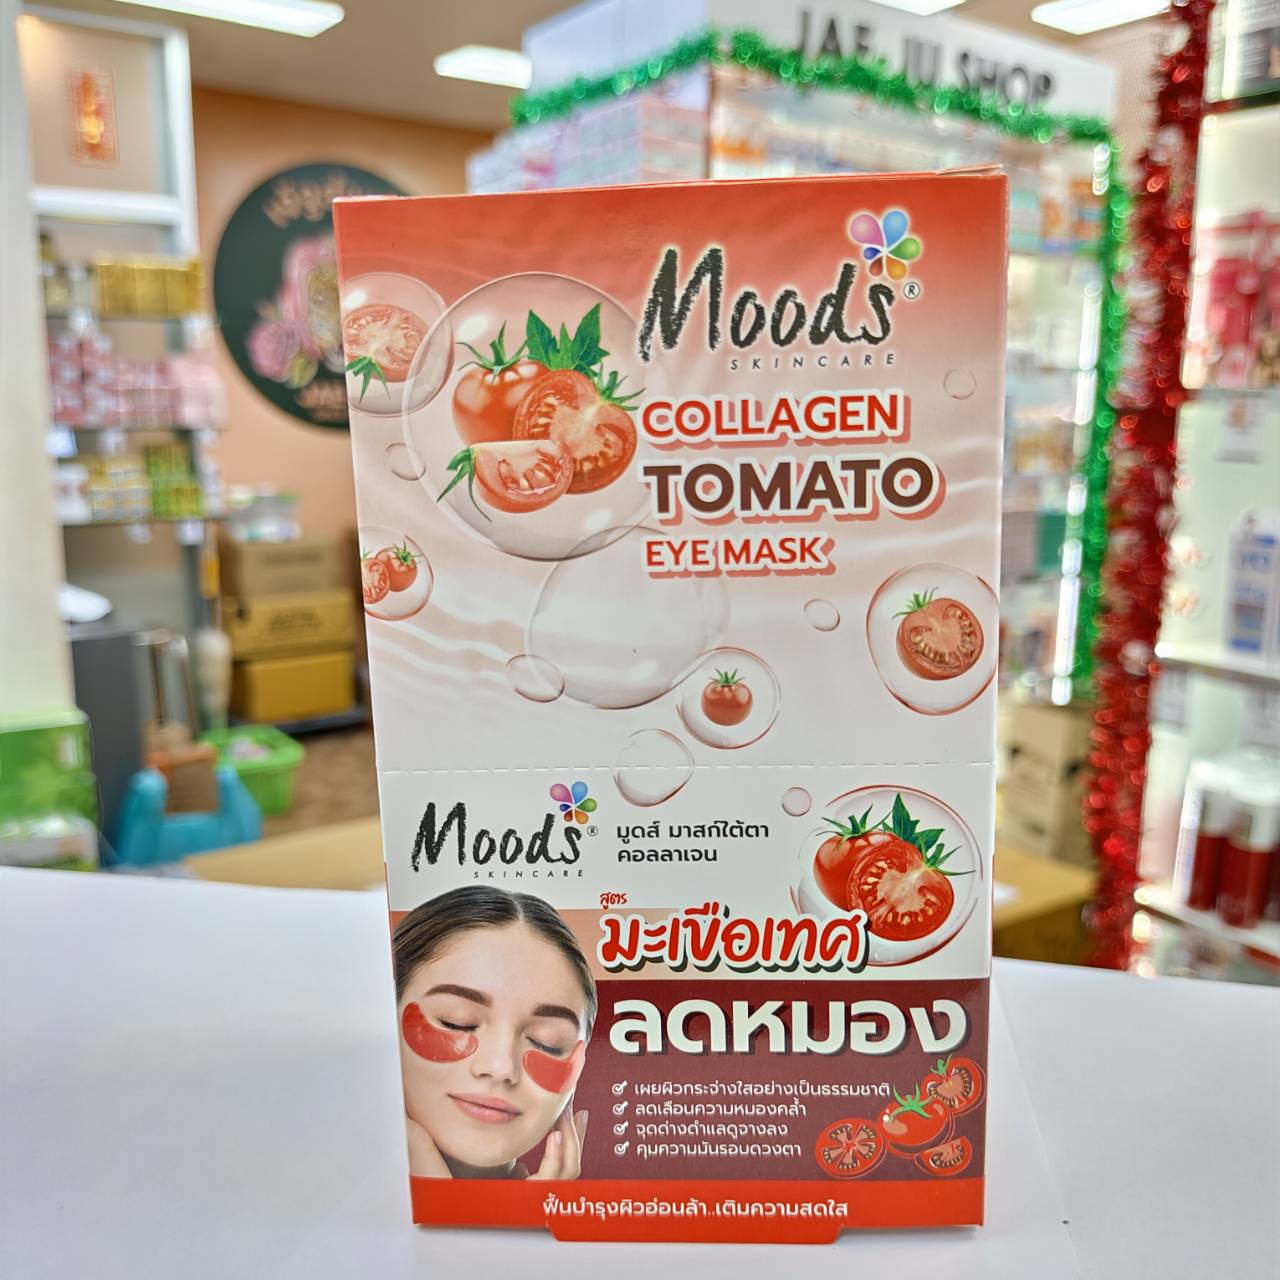 JAE JU SHOP
Moods®
SKINCARE
COLLAGEN
TOMATO
EYE MASK
Moods®
SKINCARE
มูดส์ มาสก์ใต้ตา
คอลลาเจน
สูตร
มะเขือเทศ
ลดหมอง
เผยผิวกระจ่างใสอย่างเป็นธรรมชาติ
ลดเลือนความหมองคล้ำ
จุดด่างดำแลดูจางลง
คุมความมันรอบดวงตา
ฟื้นบำรุงผิวอ่อนล้า..เติมความสดใส